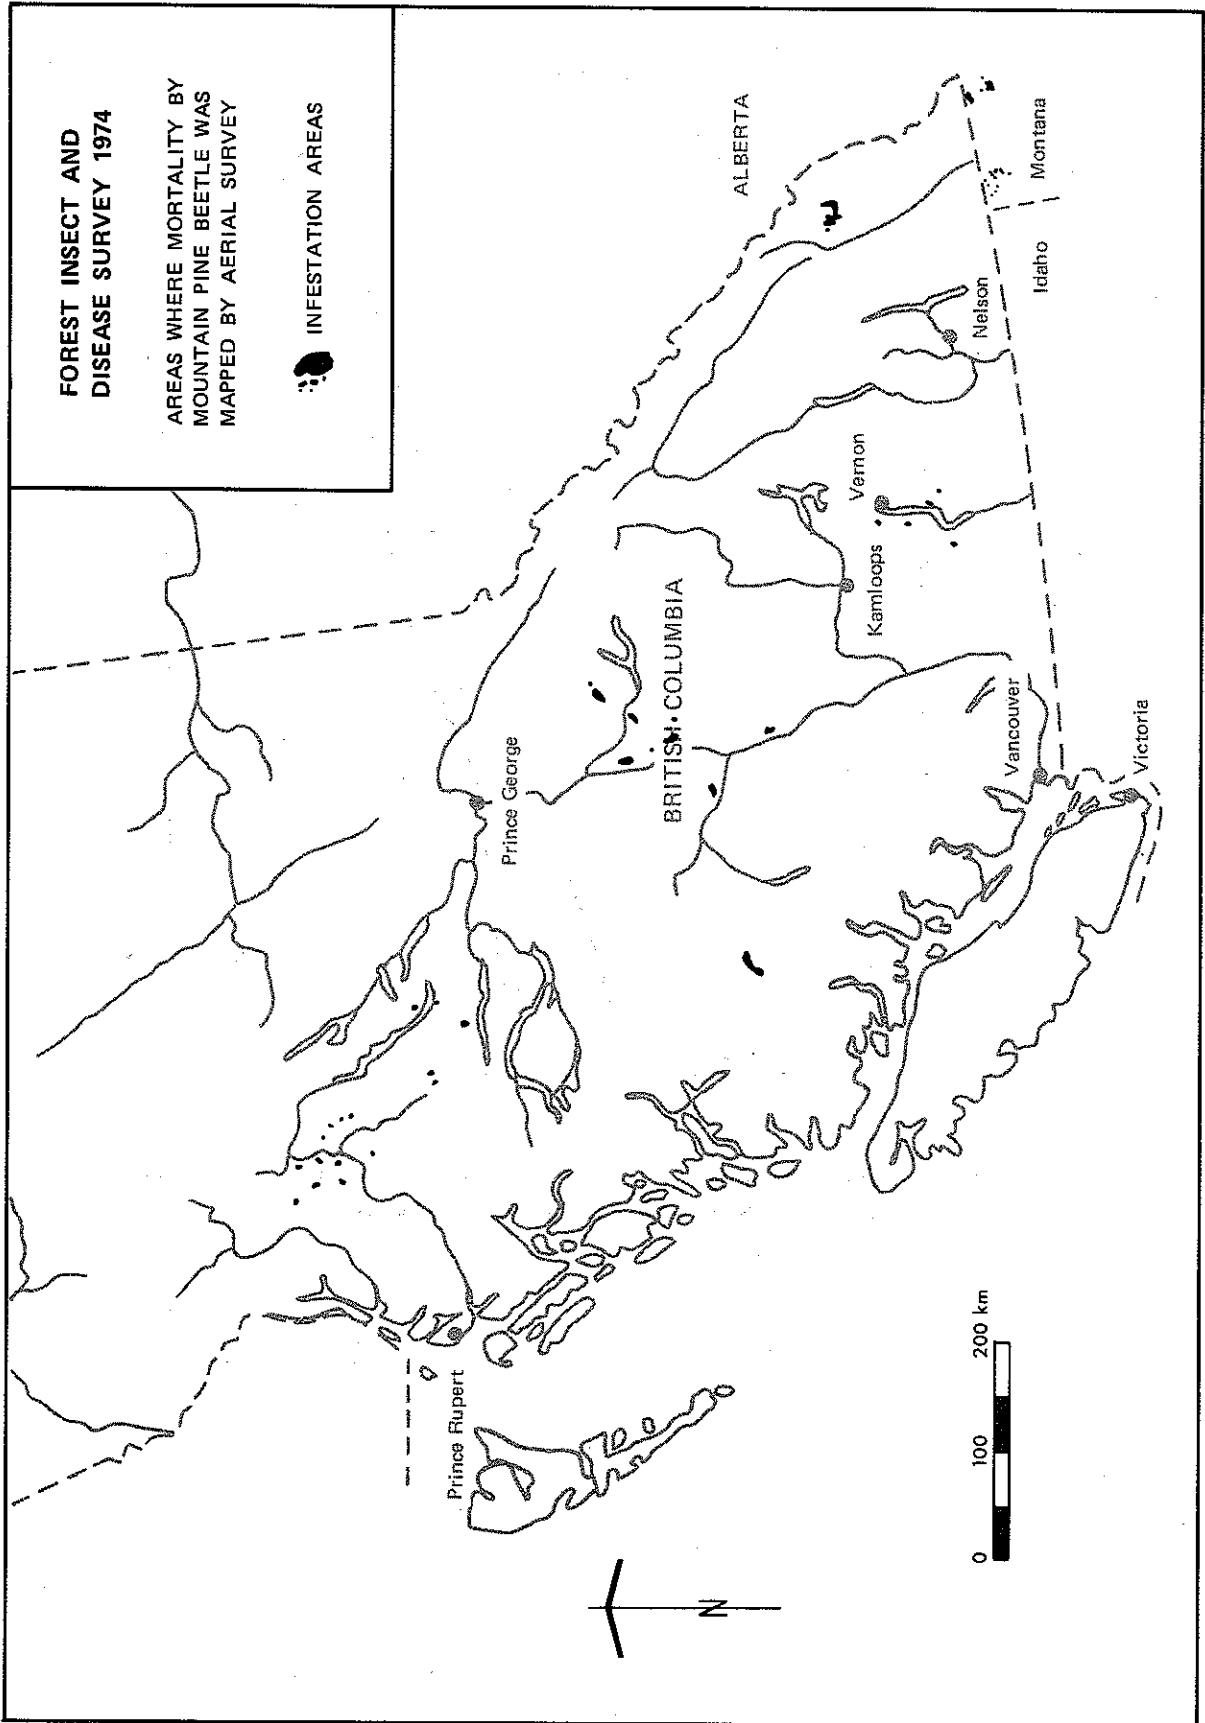 FOREST INSECT AND
DISEASE SURVEY 1974
AREAS WHERE MORTALITY BY
MOUNTAIN PINE BEETLE WAS
MAPPED BY AERIAL SURVEY
INFESTATION AREAS
ALBERTA
BRITISH COLUMBIA
Prince George
Prince Rupert
Kamloops
Vernon
Nelson
Vancouver
Victoria
Idaho
Montana
N
0 100 200 km